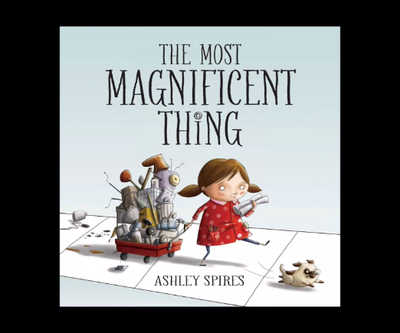 THE MOST
MAGNIFICENT
THING
ASHLEY SPIRES